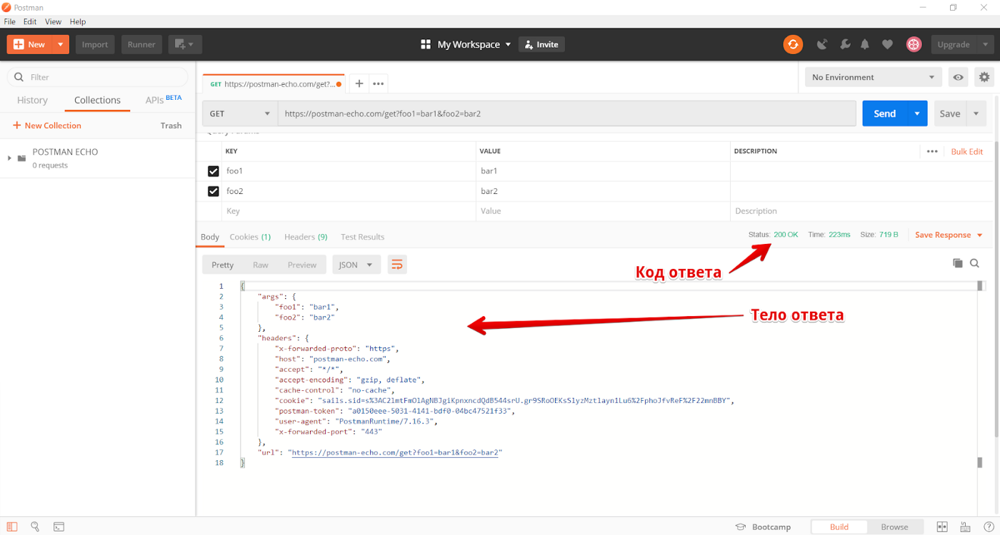 Postman
File Edit View Help
New Import Runner My Workspace Invite Upgrade
Filter
History Collections APIs BETA
New Collection Trash
POSTMAN ECHO
0 requests
GET https://postman-echo.com/get?... No Environment
GET https://postman-echo.com/get?foo1=bar1&foo2=bar2 Send Save
Query Params
KEY VALUE DESCRIPTION Bulk Edit
foo1 bar1
foo2 bar2
Key Value Description
Body Cookies (1) Headers (9) Test Results Status: 200 OK Time: 223ms Size: 719 B Save Response
Pretty Raw Preview JSON
Код ответа
Тело ответа
1 {
2 "args": {
3 "foo1": "bar1",
4 "foo2": "bar2"
5 },
6 "headers": {
7 "x-forwarded-proto": "https",
8 "host": "postman-echo.com",
9 "accept": "*/*",
10 "accept-encoding": "gzip, deflate",
11 "cache-control": "no-cache",
12 "cookie":
13 "postman-token": "a0150eee-5031-4141-bdf0-04bc47521f33",
14 "user-agent": "PostmanRuntime/7.16.3",
15 "x-forwarded-port": "443"
16 },
17 "url": "https://postman-echo.com/get?foo1=bar1&foo2=bar2"
18 }
Bootcamp Build Browse